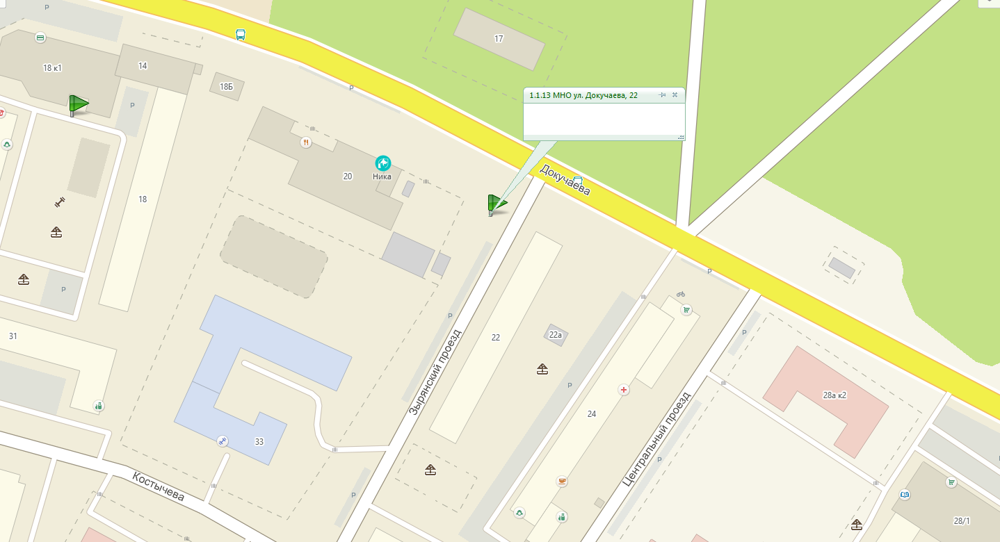 P
17
18 к1
14
18Б
P
P
1.1.13 МНО ул. Докучаева, 22
20
Ника
Докучаева
18
P
P
P
31
22
22а
Зырянский проезд
P
28а к2
24
Центральный проезд
33
P
Костычева
P
28/1